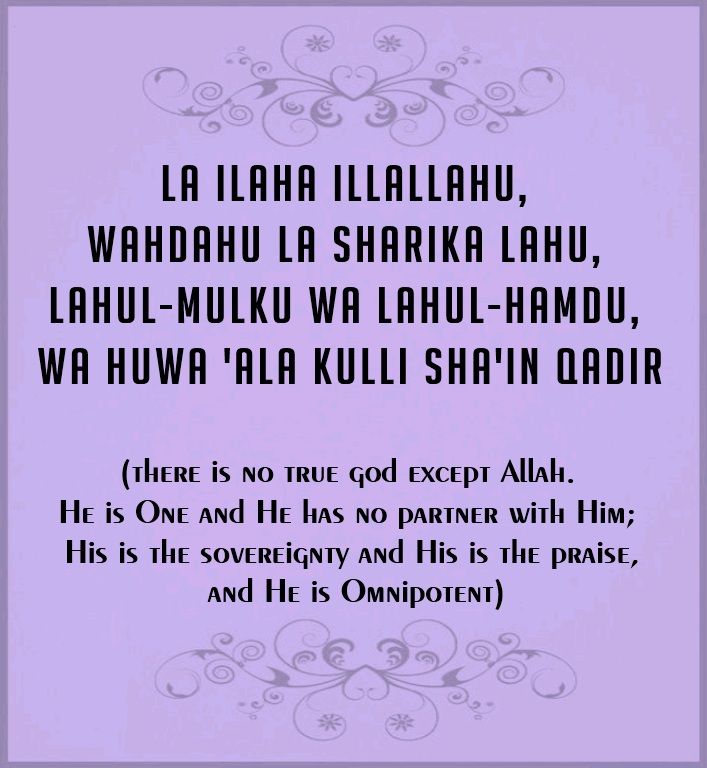 LA ILAHA ILLALLAHU,
WAHDAHU LA SHARIKA LAHU,
LAHUL-MULKU WA LAHUL-HAMDU,
WA HUWA 'ALA KULLI SHA'IN QADIR
(there is no true god except Allah.
He is One and He has no partner with Him;
His is the sovereignty and His is the praise,
and He is Omnipotent)